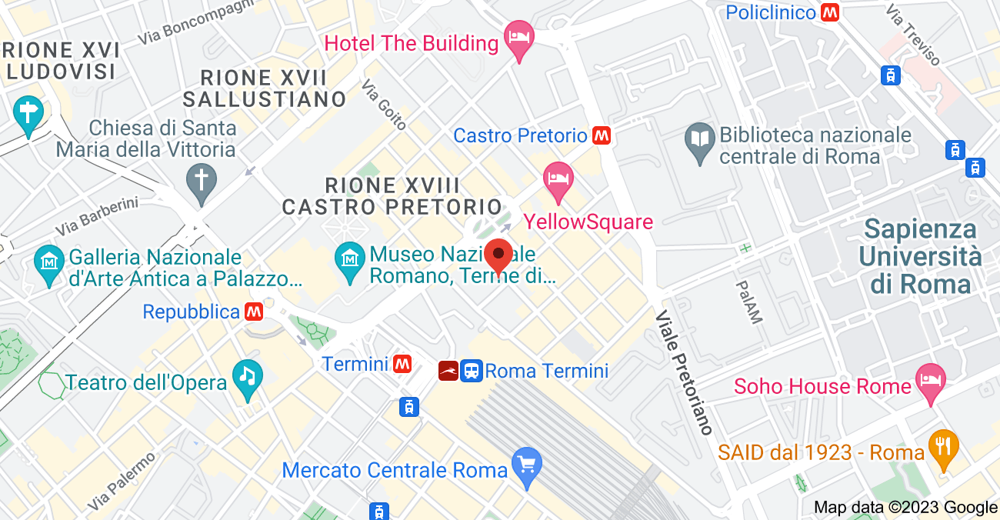 Via Boncompagni
Hotel The Building
Policlinico
Via Treviso
RIONE XVI
LUDOVISI
RIONE XVII
SALLUSTIANO
Via Goito
Chiesa di Santa
Maria della Vittoria
Castro Pretorio
Biblioteca nazionale
centrale di Roma
RIONE XVIII
CASTRO PRETORIO
Via Barberini
YellowSquare
Sapienza
Università
di Roma
Galleria Nazionale
d'Arte Antica a Palazzo...
Museo Nazionale
Romano, Terme di...
PalAM
Repubblica
Viale Pretoriano
Termini
Roma Termini
Teatro dell'Opera
Soho House Rome
SAID dal 1923 - Roma
Mercato Centrale Roma
Via Palermo
Map data ©2023 Google